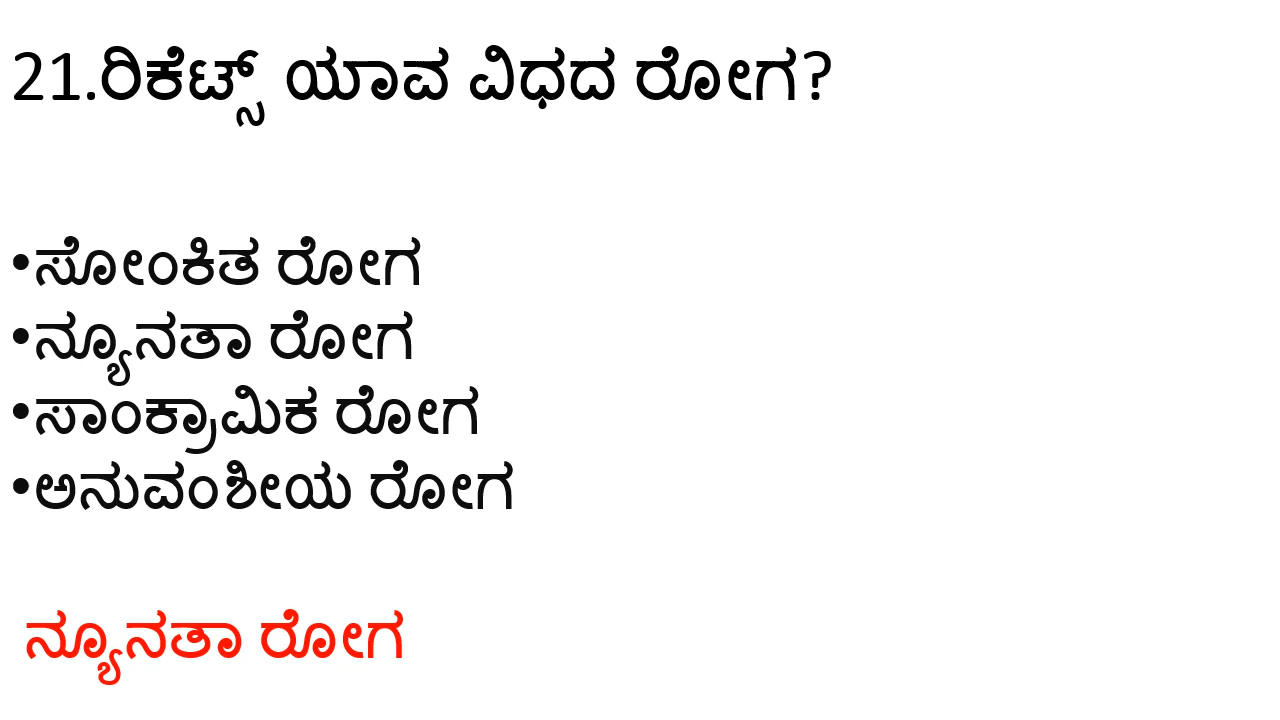 21.ರಿಕೆಟ್ಸ್ ಯಾವ ವಿಧದ ರೋಗ?
•ಸೋಂಕಿತ ರೋಗ
•ನ್ಯೂನತಾ ರೋಗ
•ಸಾಂಕ್ರಾಮಿಕ ರೋಗ
•ಅನುವಂಶೀಯ ರೋಗ
ನ್ಯೂನತಾ ರೋಗ